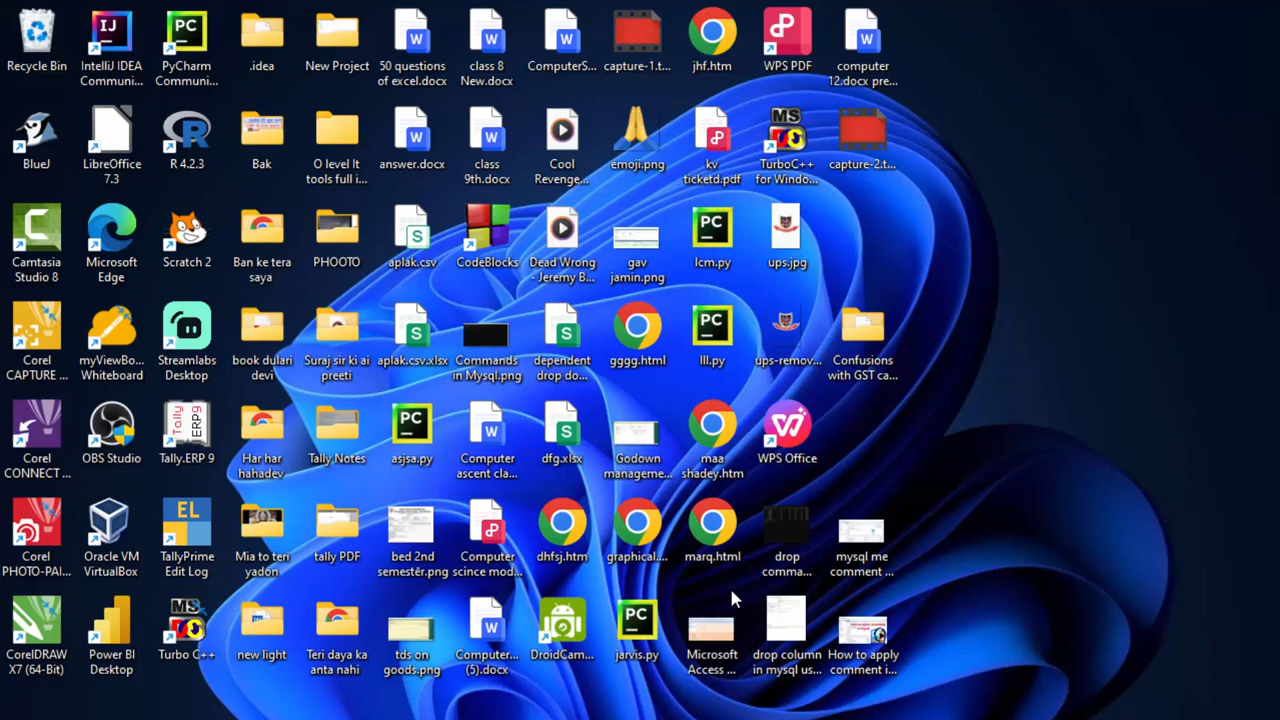 Recycle Bin
IntelliJ IDEA
Communi...
PyCharm
Communi...
.idea
New Project
50 questions
of excel.docx
class 8
New.docx
ComputerS...
capture-1.t...
jhf.htm
WPS PDF
computer
12.docx pre...
BlueJ
LibreOffice
7.3
R 4.2.3
Bak
O level It
tools full i...
answer.docx
class
9th.docx
Cool
Revenge...
emoji.png
kv
ticketd.pdf
TurboC++
for Windo...
capture-2.t...
Camtasia
Studio 8
Microsoft
Edge
Scratch 2
Ban ke tera
saya
PHOOTO
aplak.csv
CodeBlocks
Dead Wrong
- Jeremy B...
gav
jamin.png
lcm.py
ups.jpg
Corel
CAPTURE ...
myViewBo...
Whiteboard
Streamlabs
Desktop
book dulari
devi
Suraj sir ki ai
preeti
aplak.csv.xlsx
Commands
in Mysql.png
dependent
drop do...
gggg.html
lll.py
ups-remov...
Confusions
with GST ca...
Corel
CONNECT ...
OBS Studio
Tally.ERP 9
Har har
hahadev
Tally Notes
asjsa.py
Computer
ascent cla...
dfg.xlsx
Godown
manageme...
maa
shadey.htm
WPS Office
Corel
PHOTO-PAI...
Oracle VM
VirtualBox
TallyPrime
Edit Log
Mia to teri
yadon
tally PDF
bed 2nd
semester.png
Computer
scince mod...
dhfsj.htm
graphical....
marq.html
drop
comma...
mysql me
comment ...
CorelDRAW
X7 (64-Bit)
Power BI
Desktop
Turbo C++
new light
Teri daya ka
anta nahi
tds on
goods.png
Computer...
(5).docx
DroidCam...
jarvis.py
Microsoft
Access ...
drop column
in mysql us...
How to apply
comment i...